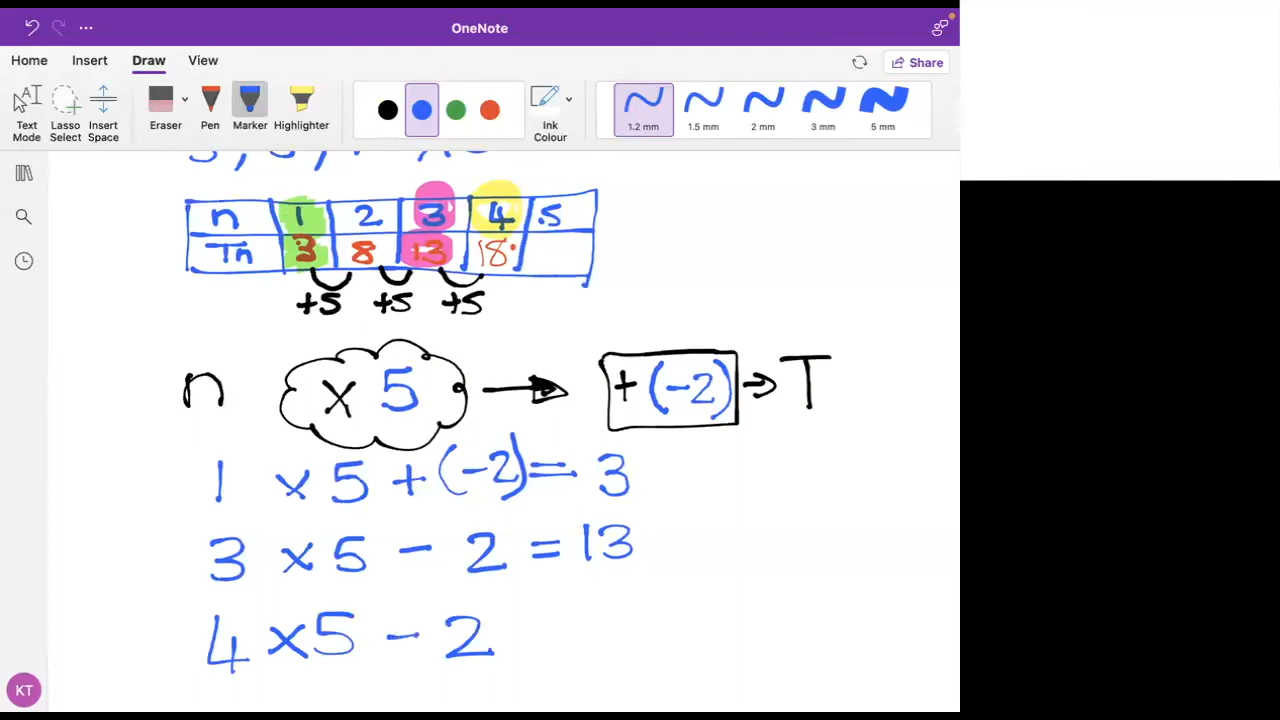 OneNote
Home Insert Draw View Share
Text Mode Lasso Select Insert Space Eraser Pen Marker Highlighter Ink Colour 1.2 mm 1.5 mm 2 mm 3 mm 5 mm
n 1 2 3 4 5
Tn 3 8 13 18
+5 +5 +5
n × 5 → + (-2) → T
1 × 5 + (-2) = 3
3 × 5 - 2 = 13
4 × 5 - 2
KT